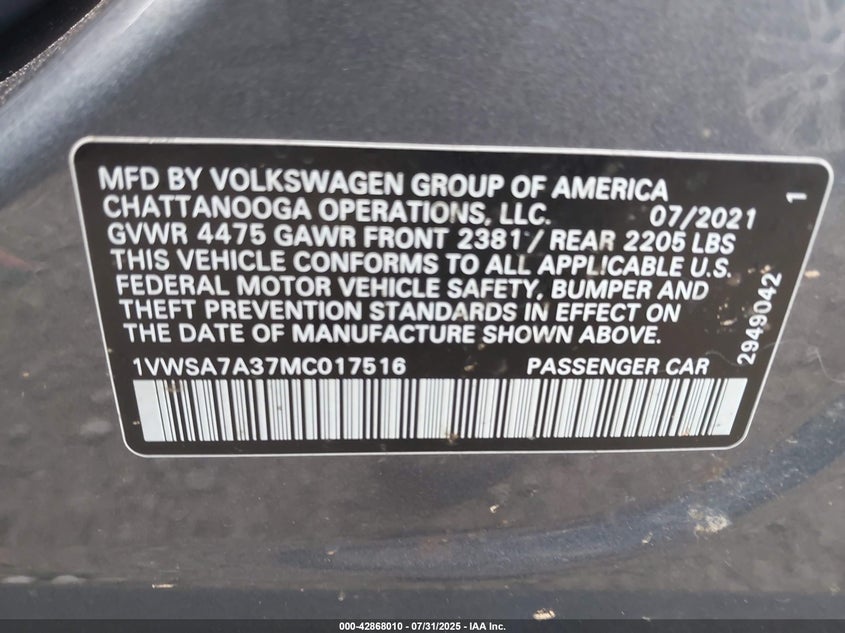 MFD BY VOLKSWAGEN GROUP OF AMERICA
CHATTANOOGA OPERATIONS, LLC. 07/2021 1
GVWR 4475 GAWR FRONT 2381 / REAR 2205 LBS
THIS VEHICLE CONFORMS TO ALL APPLICABLE U.S.
FEDERAL MOTOR VEHICLE SAFETY, BUMPER AND
THEFT PREVENTION STANDARDS IN EFFECT ON
THE DATE OF MANUFACTURE SHOWN ABOVE.
2949042
1VWSA7A37MC017516 PASSENGER CAR
000-42868010 | 07/31/2025 - IAA Inc.